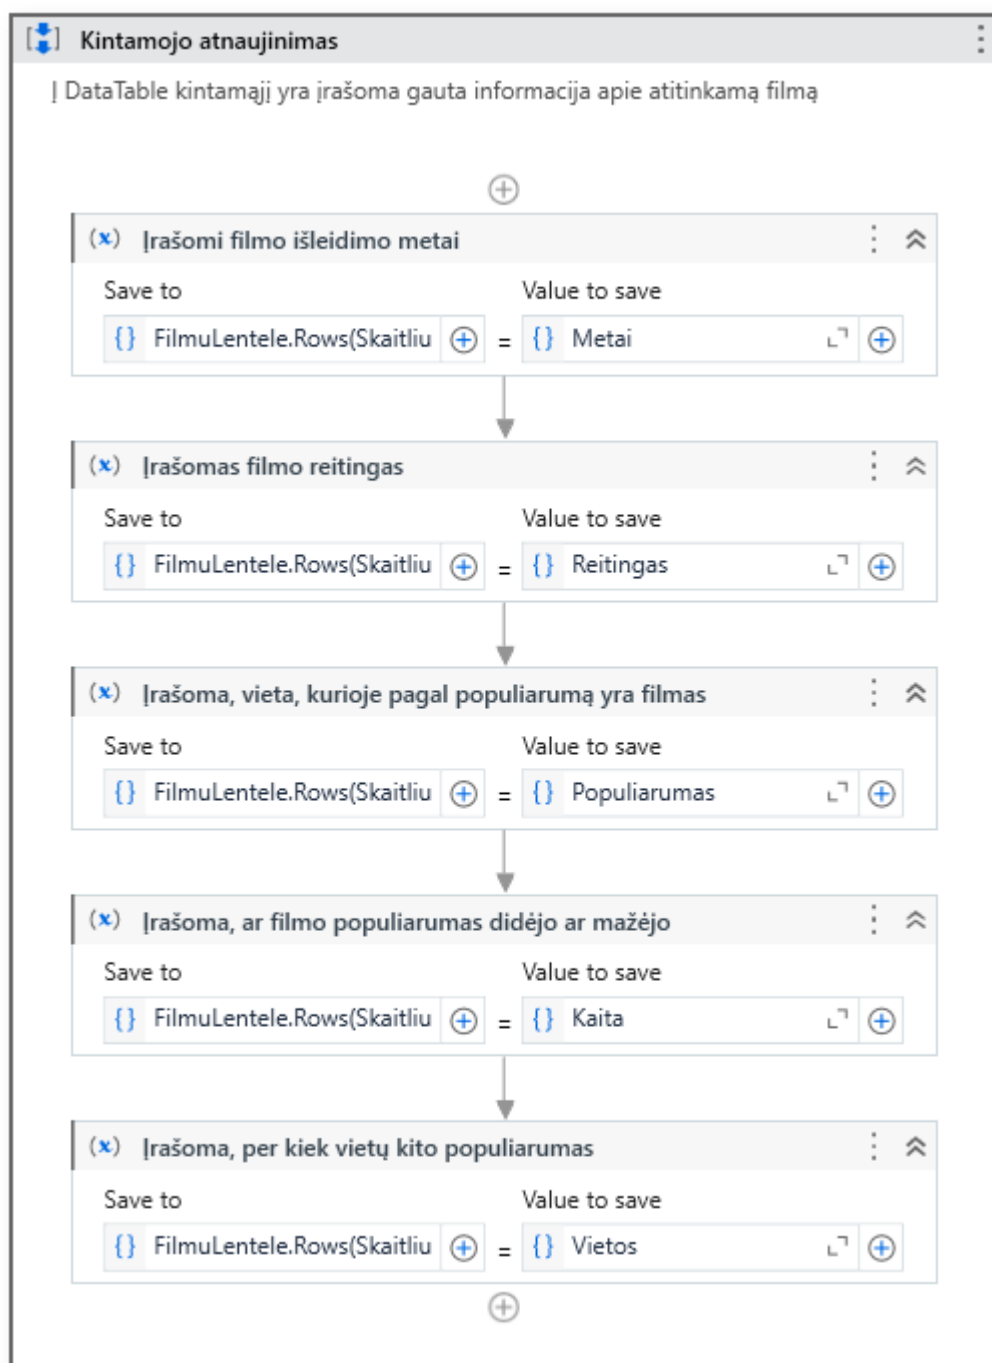 Kintamojo atnaujinimas
Į DataTable kintamąjį yra įrašoma gauta informacija apie atitinkamą filmą
(x) Įrašomi filmo išleidimo metai
Save to Value to save
{} FilmuLentele.Rows(Skaitliu = {} Metai
(x) Įrašomas filmo reitingas
Save to Value to save
{} FilmuLentele.Rows(Skaitliu = {} Reitingas
(x) Įrašoma, vieta, kurioje pagal populiarumą yra filmas
Save to Value to save
{} FilmuLentele.Rows(Skaitliu = {} Populiarumas
(x) Įrašoma, ar filmo populiarumas didėjo ar mažėjo
Save to Value to save
{} FilmuLentele.Rows(Skaitliu = {} Kaita
(x) Įrašoma, per kiek vietų kito populiarumas
Save to Value to save
{} FilmuLentele.Rows(Skaitliu = {} Vietos